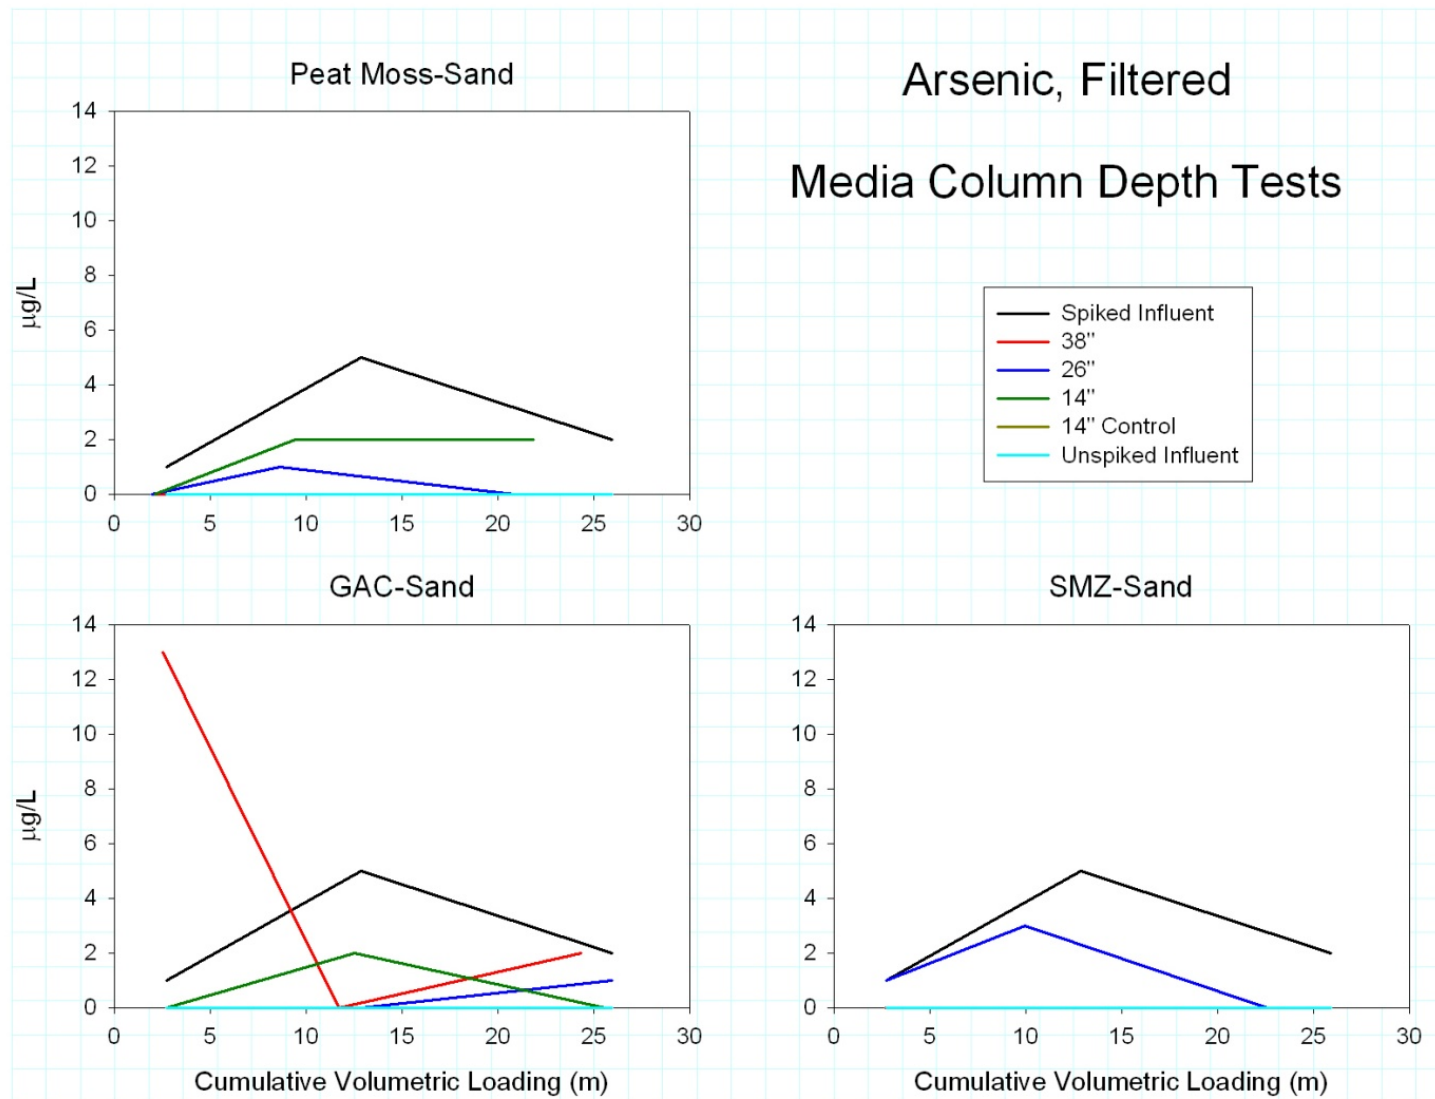 Peat Moss-Sand
Arsenic, Filtered
Media Column Depth Tests
14
12
10
8
6
4
2
0
µg/L
0 5 10 15 20 25 30
Spiked Influent
38"
26"
14"
14" Control
Unspiked Influent
GAC-Sand
14
12
10
8
6
4
2
0
µg/L
0 5 10 15 20 25 30
Cumulative Volumetric Loading (m)
SMZ-Sand
14
12
10
8
6
4
2
0
0 5 10 15 20 25 30
Cumulative Volumetric Loading (m)